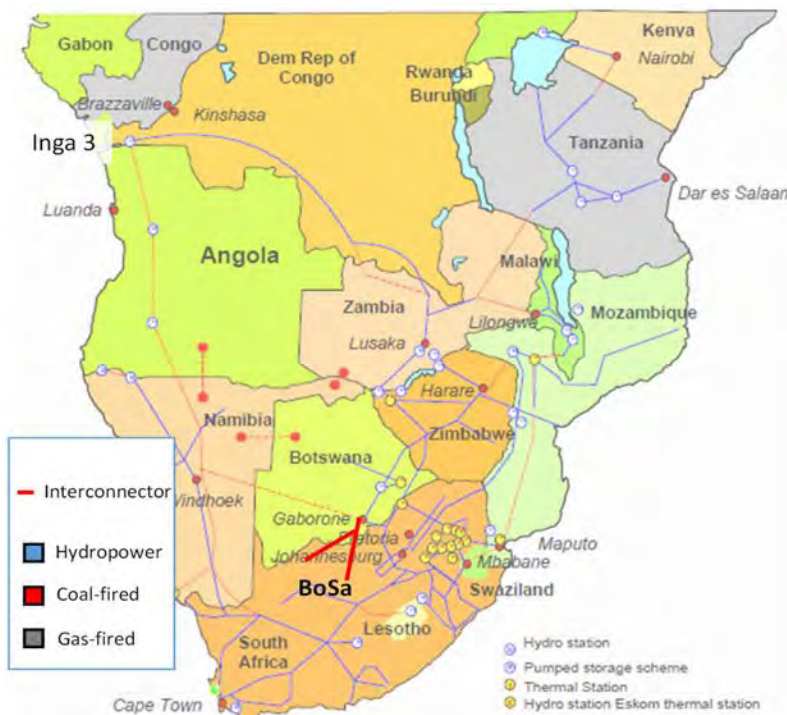 Gabon
Congo
Dem Rep of
Congo
Kenya
Nairobi
Rwanda
Burundi
Brazzaville
Kinshasa
Inga 3
Tanzania
Dar es Salaan
Luanda
Angola
Malawi
Zambia
Mozambique
Lilongwe
Lusaka
Harare
Namibia
Zimbabwe
Botswana
Interconnector
Windhoek
Gaborone
Pretoria
Hydropower
Johannesburg
Maputo
BoSa
Mbabane
Coal-fired
Swaziland
Gas-fired
Lesotho
South
Africa
Hydro station
Pumped storage scheme
Thermal Station
Hydro station Eskom thermal station
Cape Town